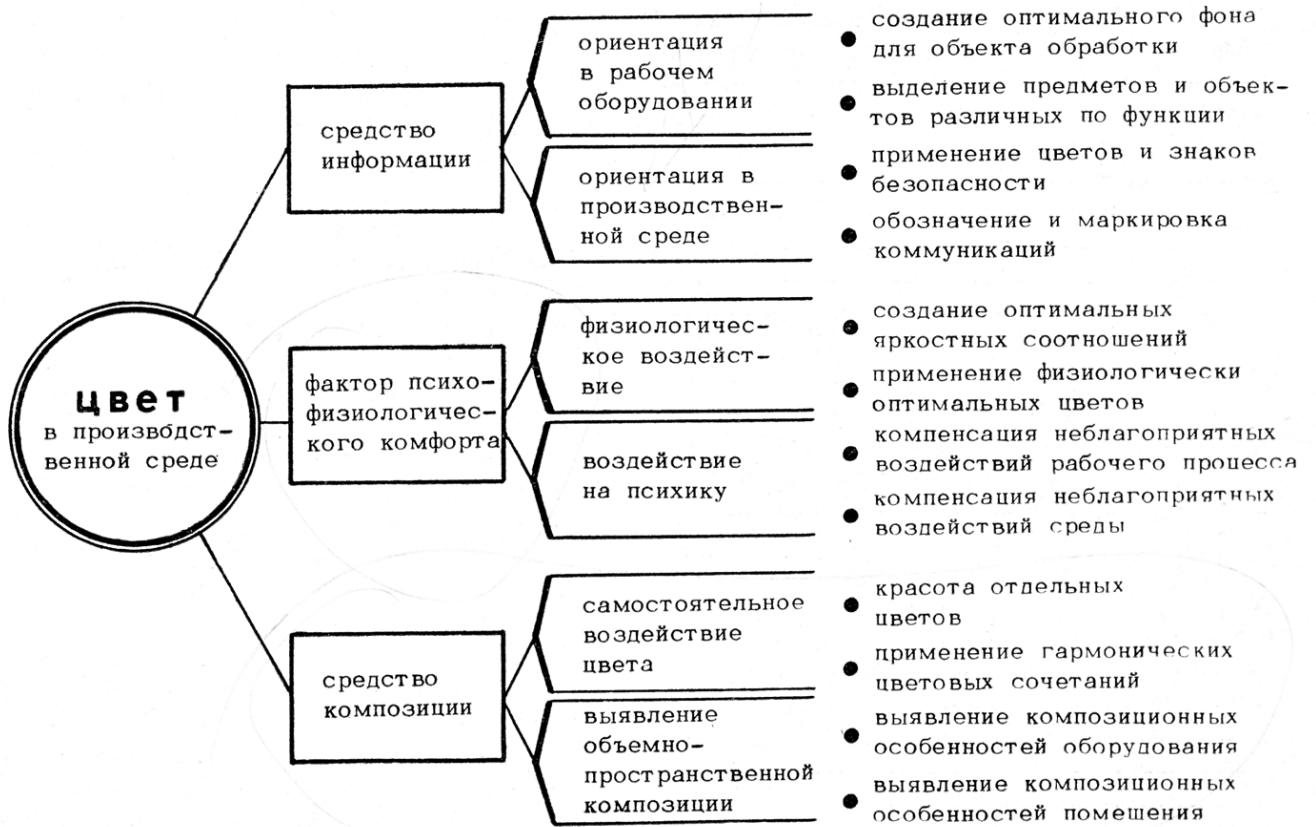 цвет
в производст-
венной среде
средство
информации
ориентация
в рабочем
оборудовании
ориентация в
производствен-
ной среде
создание оптимального фона
для объекта обработки
выделение предметов и объек-
тов различных по функции
применение цветов и знаков
безопасности
обозначение и маркировка
коммуникаций
фактор психо-
физиологичес-
кого комфорта
физиологичес-
кое воздейст-
вие
воздействие
на психику
создание оптимальных
яркостных соотношений
применение физиологически
оптимальных цветов
компенсация неблагоприятных
воздействий рабочего процесса
компенсация неблагоприятных
воздействий среды
средство
композиции
самостоятельное
воздействие
цвета
выявление
объемно-
пространственной
композиции
красота отдельных
цветов
применение гармонических
цветовых сочетаний
выявление композиционных
особенностей оборудования
выявление композиционных
особенностей помещения